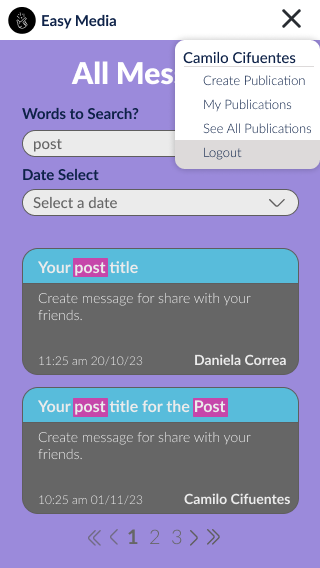 Easy Media
Camilo Cifuentes
Create Publication
My Publications
See All Publications
Logout
All Mes
Words to Search?
post
Date Select
Select a date
Your post title
Create message for share with your
friends.
11:25 am 20/10/23
Daniela Correa
Your post title for the Post
Create message for share with your
friends.
10:25 am 01/11/23
Camilo Cifuentes
1 2 3